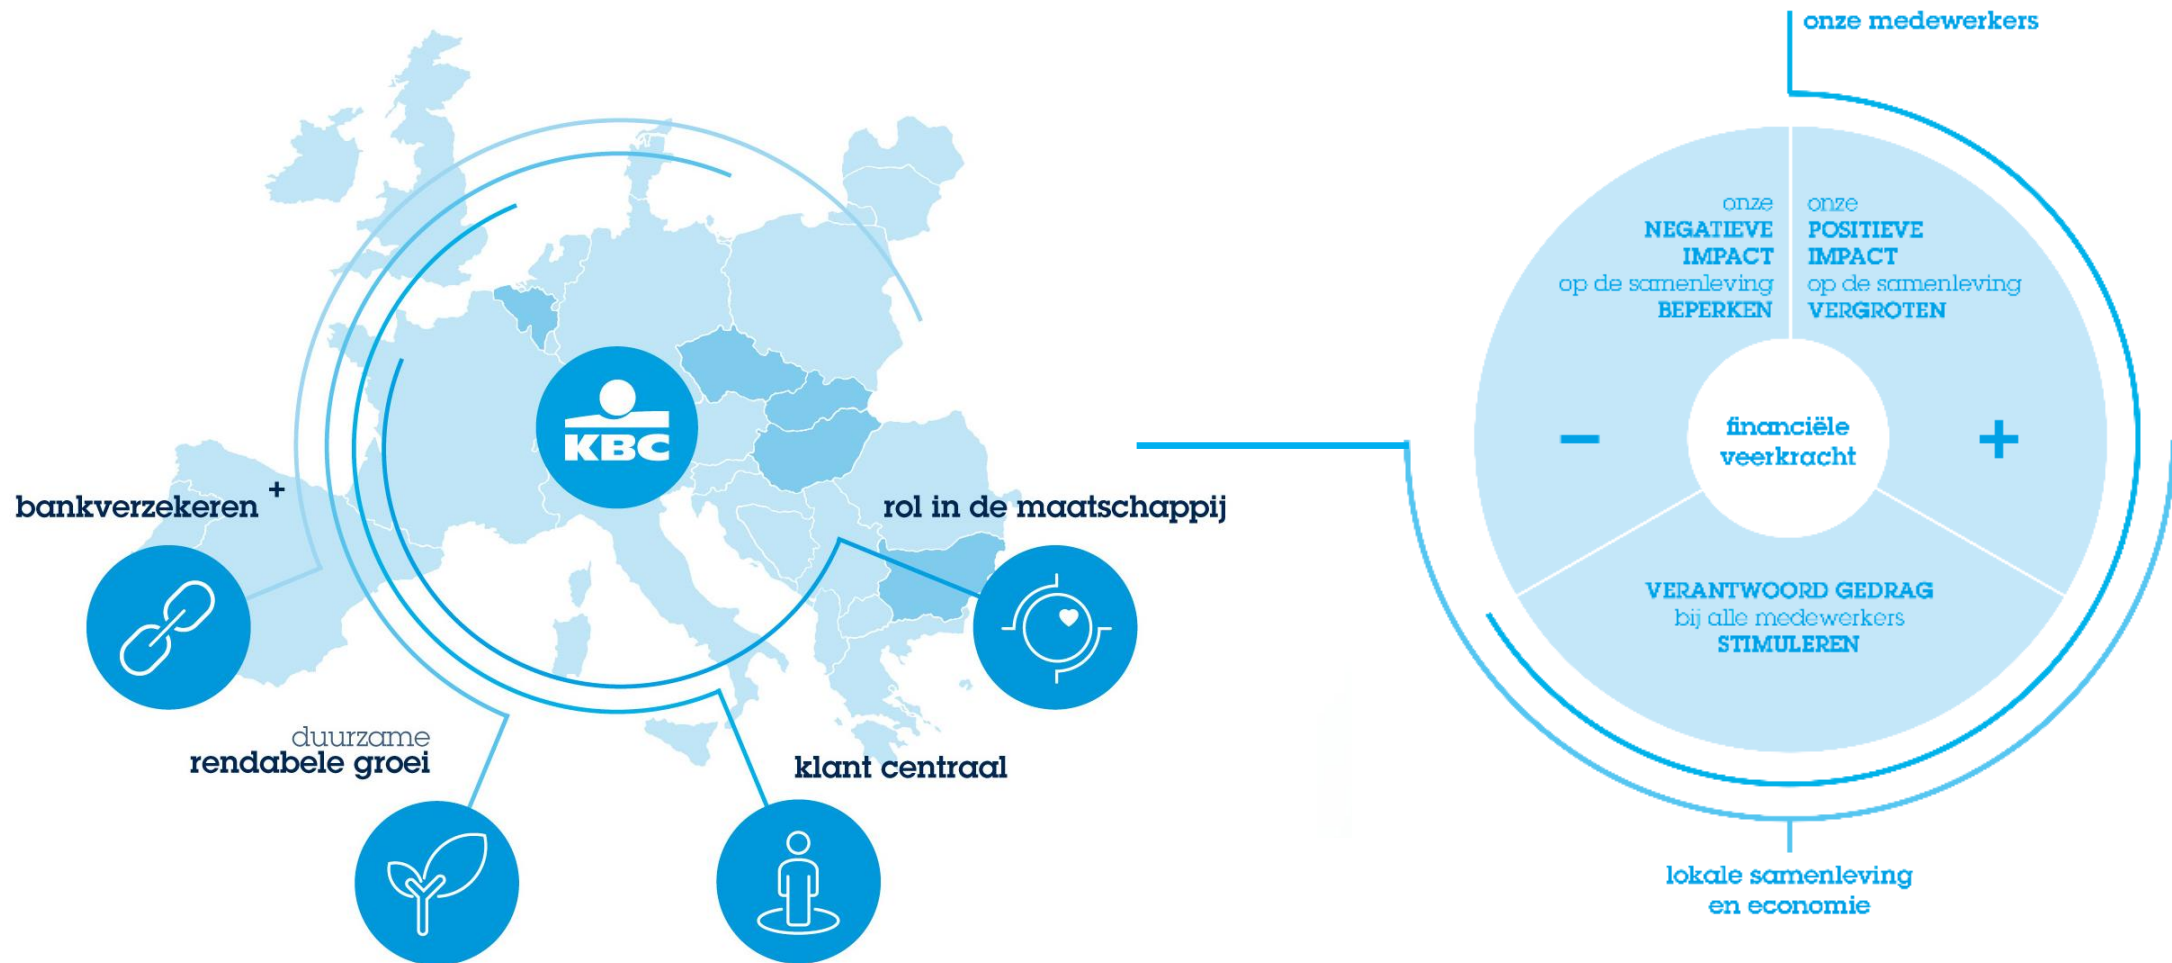 KBC
bankverzekeren +
rol in de maatschappij
duurzame
rendabele groei
klant centraal
onze medewerkers
onze
NEGATIEVE
IMPACT
op de samenleving
BEPERKEN
onze
POSITIEVE
IMPACT
op de samenleving
VERGROTEN
−
financiële
veerkracht
+
VERANTWOORD GEDRAG
bij alle medewerkers
STIMULEREN
lokale samenleving
en economie